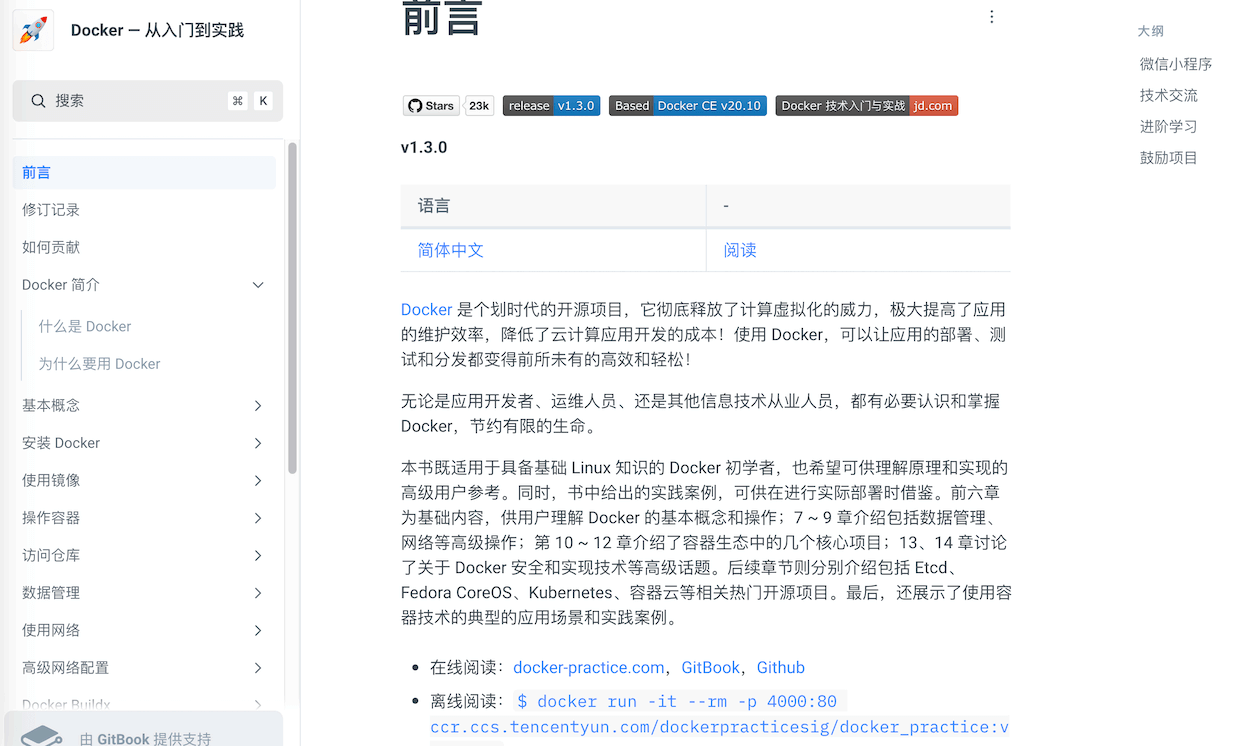 Docker — 从入门到实践
搜索
⌘ K
前言
修订记录
如何贡献
Docker 简介
什么是 Docker
为什么要用 Docker
基本概念
安装 Docker
使用镜像
操作容器
访问仓库
数据管理
使用网络
高级网络配置
Docker Buildx
由 GitBook 提供支持
前言
Stars 23k release v1.3.0 Based Docker CE v20.10 Docker 技术入门与实战 jd.com
v1.3.0
语言 -
简体中文 阅读
Docker 是个划时代的开源项目，它彻底释放了计算虚拟化的威力，极大提高了应用
的维护效率，降低了云计算应用开发的成本！使用 Docker，可以让应用的部署、测
试和分发都变得前所未有的高效和轻松！
无论是应用开发者、运维人员、还是其他信息技术从业人员，都有必要认识和掌握
Docker，节约有限的生命。
本书既适用于具备基础 Linux 知识的 Docker 初学者，也希望可供理解原理和实现的
高级用户参考。同时，书中给出的实践案例，可供在进行实际部署时借鉴。前六章
为基础内容，供用户理解 Docker 的基本概念和操作；7 ~ 9 章介绍包括数据管理、
网络等高级操作；第 10 ~ 12 章介绍了容器生态中的几个核心项目；13、14 章讨论
了关于 Docker 安全和实现技术等高级话题。后续章节则分别介绍包括 Etcd、
Fedora CoreOS、Kubernetes、容器云等相关热门开源项目。最后，还展示了使用容
器技术的典型的应用场景和实践案例。
• 在线阅读：docker-practice.com，GitBook，Github
• 离线阅读：$ docker run -it --rm -p 4000:80
ccr.ccs.tencentyun.com/dockerpracticesig/docker_practice:v
大纲
微信小程序
技术交流
进阶学习
鼓励项目